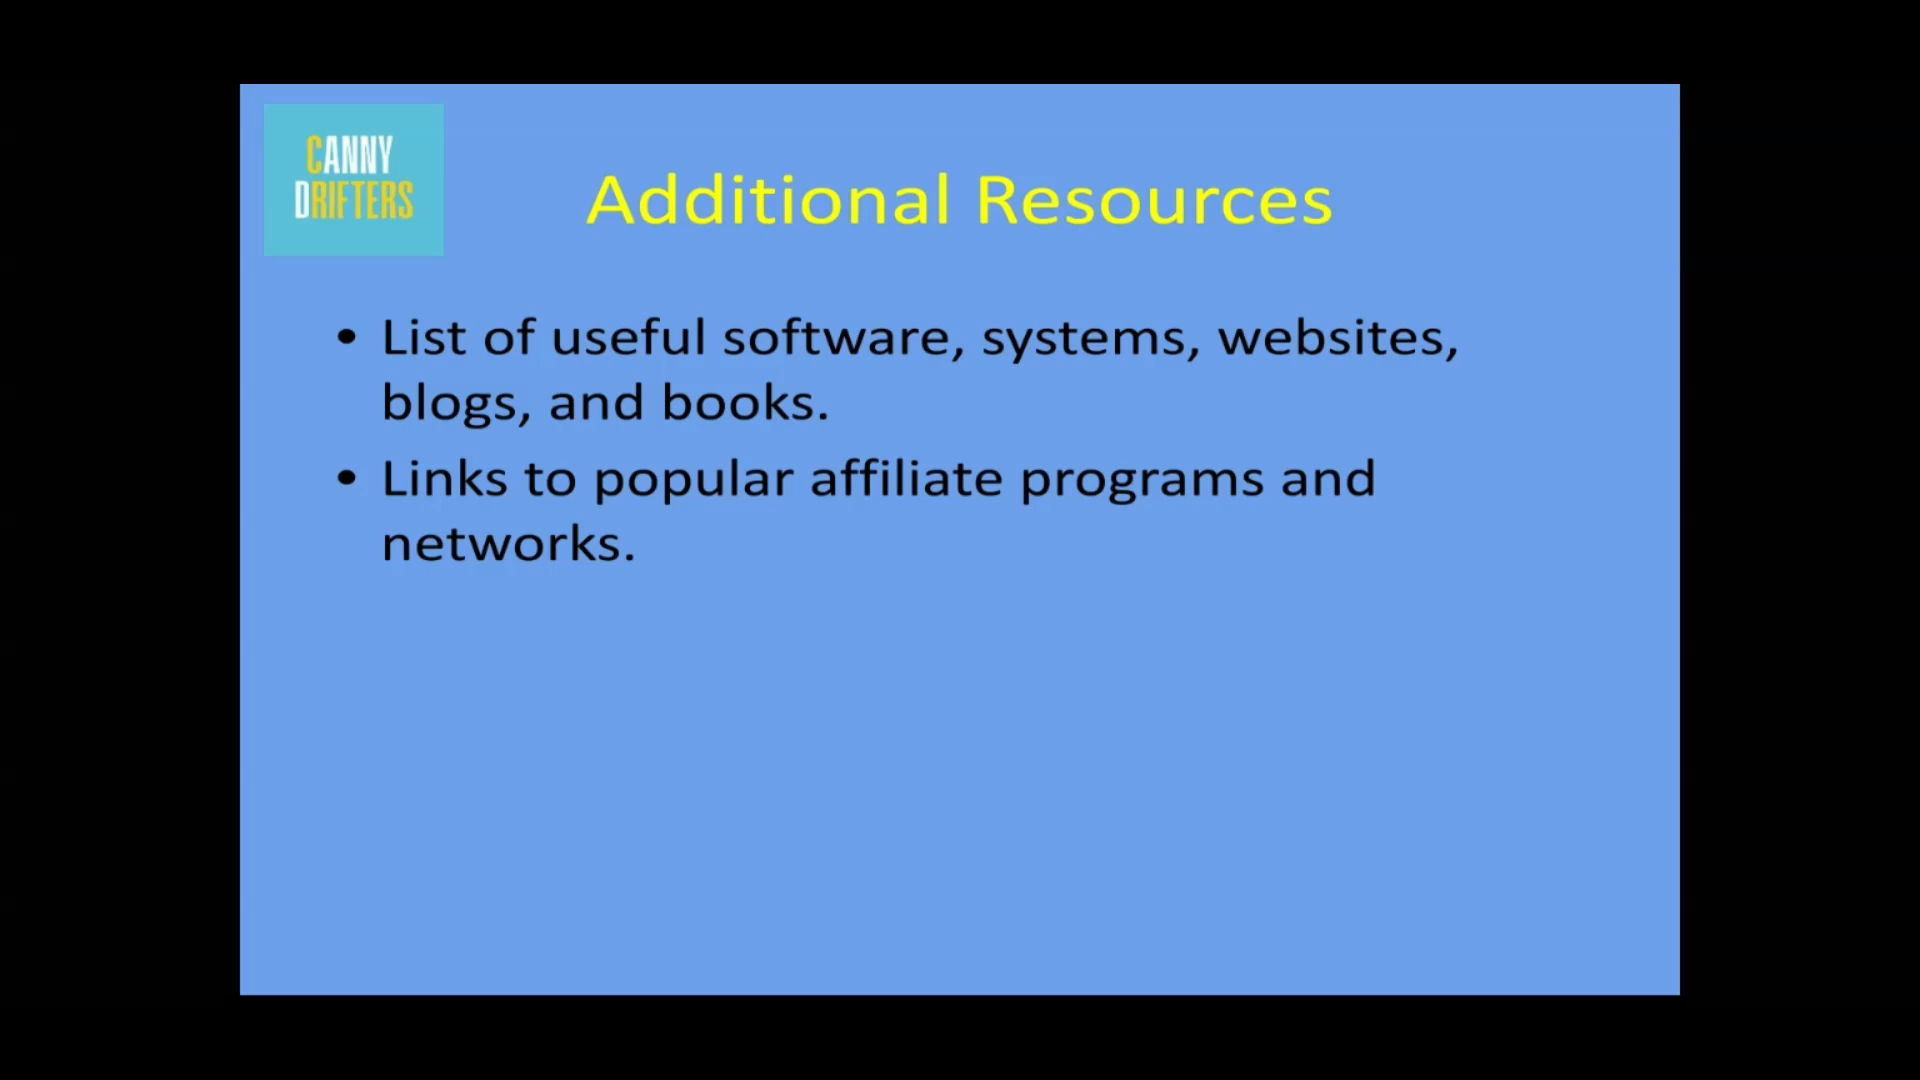 CANNY
DRIFTERS
Additional Resources
• List of useful software, systems, websites,
blogs, and books.
• Links to popular affiliate programs and
networks.